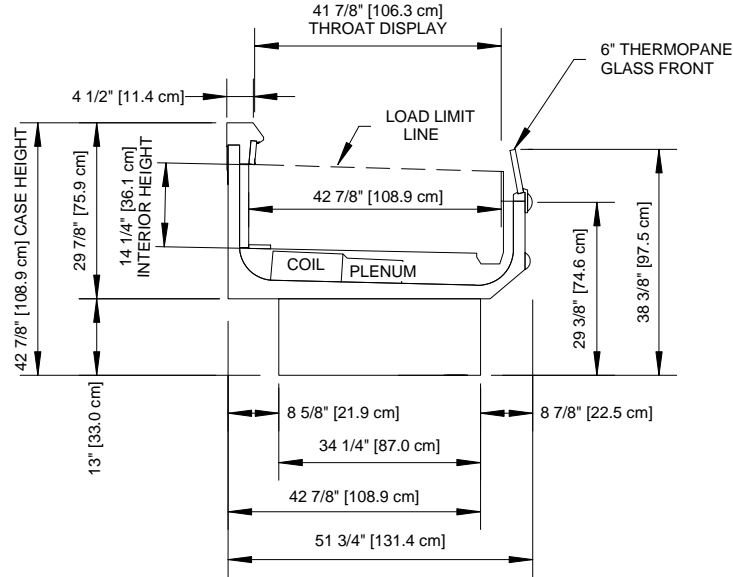 41 7/8" [106.3 cm]
THROAT DISPLAY
6" THERMOPANE
GLASS FRONT
4 1/2" [11.4 cm]
LOAD LIMIT
LINE
42 7/8" [108.9 cm] CASE HEIGHT
29 7/8" [75.9 cm]
14 1/4" [36.1 cm]
INTERIOR HEIGHT
42 7/8" [108.9 cm]
COIL
PLENUM
29 3/8" [74.6 cm]
38 3/8" [97.5 cm]
13" [33.0 cm]
8 5/8" [21.9 cm]
8 7/8" [22.5 cm]
34 1/4" [87.0 cm]
42 7/8" [108.9 cm]
51 3/4" [131.4 cm]